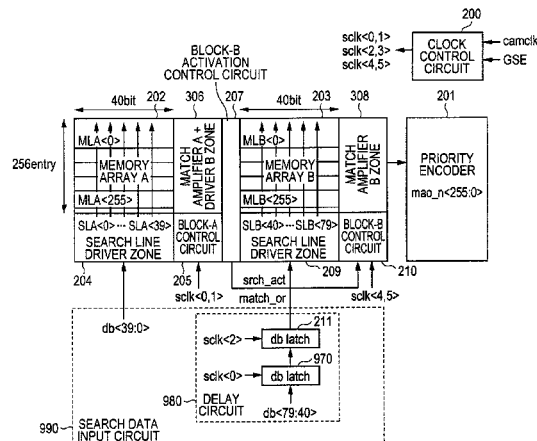 200
sclk<0,1>
sclk<2,3>
sclk<4,5>
CLOCK
CONTROL
CIRCUIT
camclk
GSE
BLOCK-B
ACTIVATION
CONTROL CIRCUIT
40bit
202
306
207
40bit
203
308
201
256entry
MLA<0>
MEMORY
ARRAY A
MLA<255>
SLA<0> ··· SLA<39>
SEARCH LINE
DRIVER ZONE
MATCH
AMPLIFIER A +
DRIVER B ZONE
BLOCK-A
CONTROL
CIRCUIT
MLB<0>
MEMORY
ARRAY B
MLB<255>
SLB<40> ··· SLB<79>
SEARCH LINE
DRIVER ZONE
MATCH
AMPLIFIER
B ZONE
BLOCK-B
CONTROL
CIRCUIT
PRIORITY
ENCODER
mao_n<255:0>
204
205
209
210
sclk<0,1>
srch_act
match_or
sclk<4,5>
db<39:0>
211
sclk<2>
db latch
970
sclk<0>
db latch
980
DELAY
CIRCUIT
db<79:40>
990
SEARCH DATA
INPUT CIRCUIT